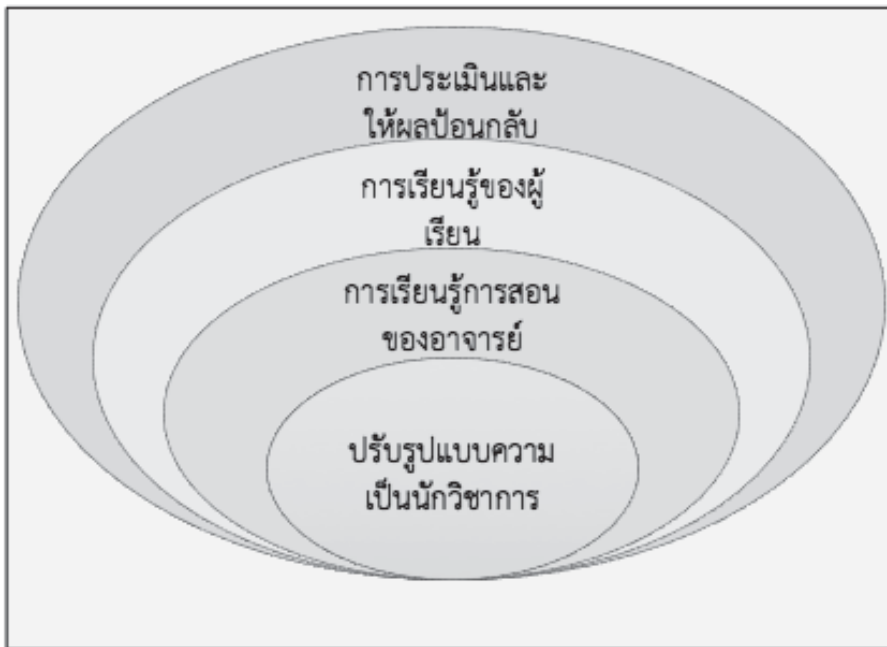 การประเมินและ
ให้ผลป้อนกลับ
การเรียนรู้ของผู้
เรียน
การเรียนรู้การสอน
ของอาจารย์
ปรับรูปแบบความ
เป็นนักวิชาการ